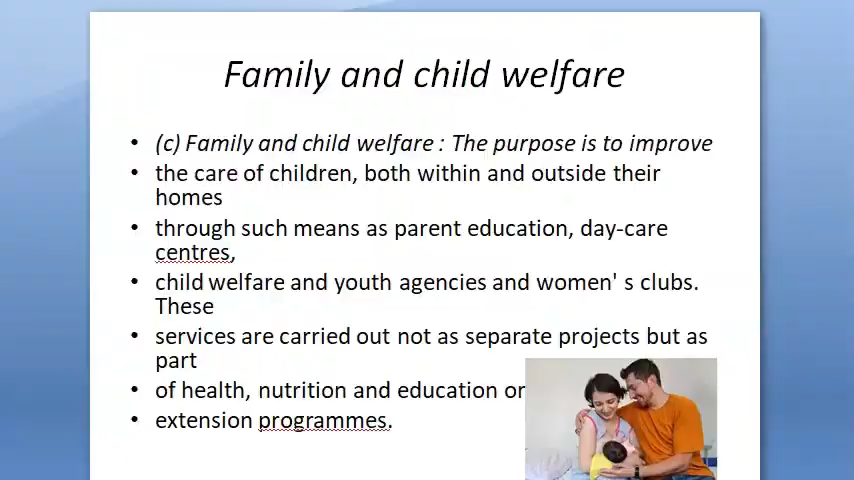 Family and child welfare
• (c) Family and child welfare : The purpose is to improve
• the care of children, both within and outside their
homes
• through such means as parent education, day-care
centres,
• child welfare and youth agencies and women' s clubs.
These
• services are carried out not as separate projects but as
part
• of health, nutrition and education or
• extension programmes.